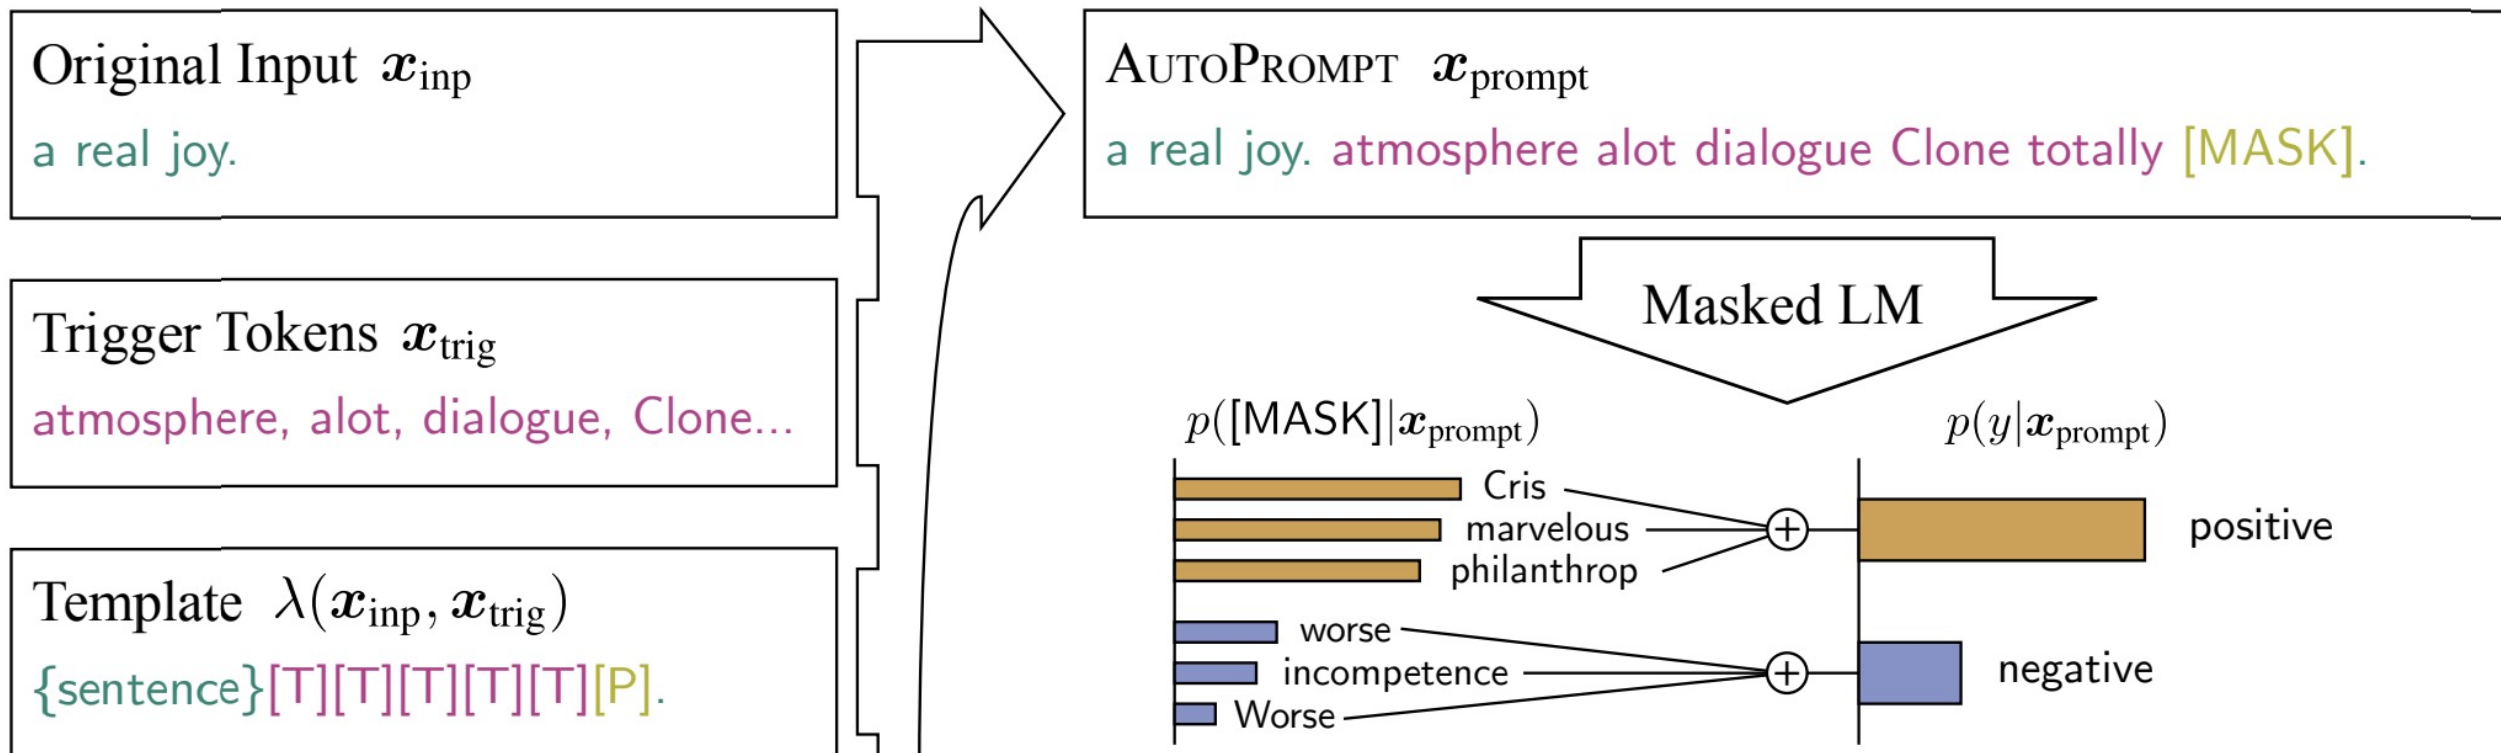 Original Input x_inp
a real joy.
Trigger Tokens x_trig
atmosphere, alot, dialogue, Clone...
Template λ(x_inp, x_trig)
{sentence}[T][T][T][T][T][P].
AUTOPROMPT x_prompt
a real joy. atmosphere alot dialogue Clone totally [MASK].
Masked LM
p([MASK]|x_prompt)
Cris
marvelous
philanthrop
worse
incompetence
Worse
p(y|x_prompt)
positive
negative